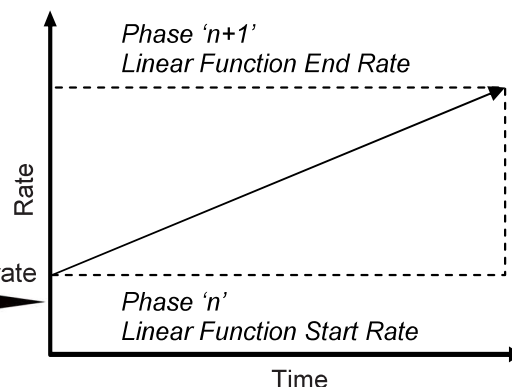 Phase ‘n+1’
Linear Function End Rate
Rate
Phase ‘n’
Linear Function Start Rate
Time